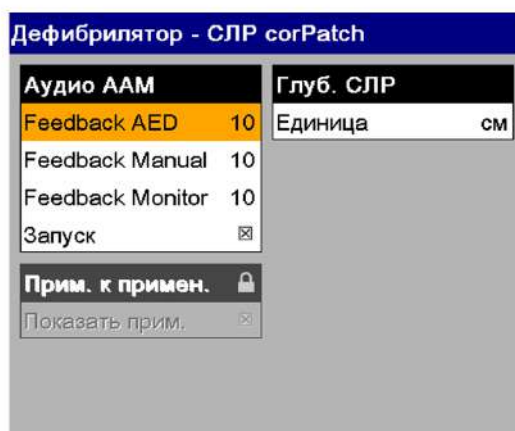 Дефибрилятор - СЛР corPatch
Аудио ААМ
Feedback AED 10
Feedback Manual 10
Feedback Monitor 10
Запуск ☒
Прим. к примен.
Показать прим. ☒
Глуб. СЛР
Единица см